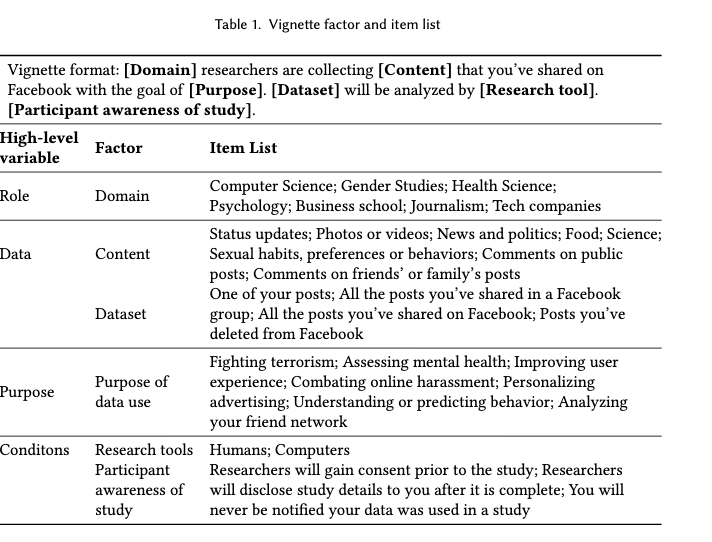 Table 1. Vignette factor and item list
Vignette format: [Domain] researchers are collecting [Content] that you've shared on
Facebook with the goal of [Purpose]. [Dataset] will be analyzed by [Research tool].
[Participant awareness of study].
High-level
variable
Factor
Item List
Role
Domain
Computer Science; Gender Studies; Health Science;
Psychology; Business school; Journalism; Tech companies
Data
Content
Status updates; Photos or videos; News and politics; Food; Science;
Sexual habits, preferences or behaviors; Comments on public
posts; Comments on friends' or family's posts
Dataset
One of your posts; All the posts you've shared in a Facebook
group; All the posts you've shared on Facebook; Posts you've
deleted from Facebook
Purpose
Purpose of
data use
Fighting terrorism; Assessing mental health; Improving user
experience; Combating online harassment; Personalizing
advertising; Understanding or predicting behavior; Analyzing
your friend network
Conditons
Research tools
Humans; Computers
Participant
awareness of
study
Researchers will gain consent prior to the study; Researchers
will disclose study details to you after it is complete; You will
never be notified your data was used in a study